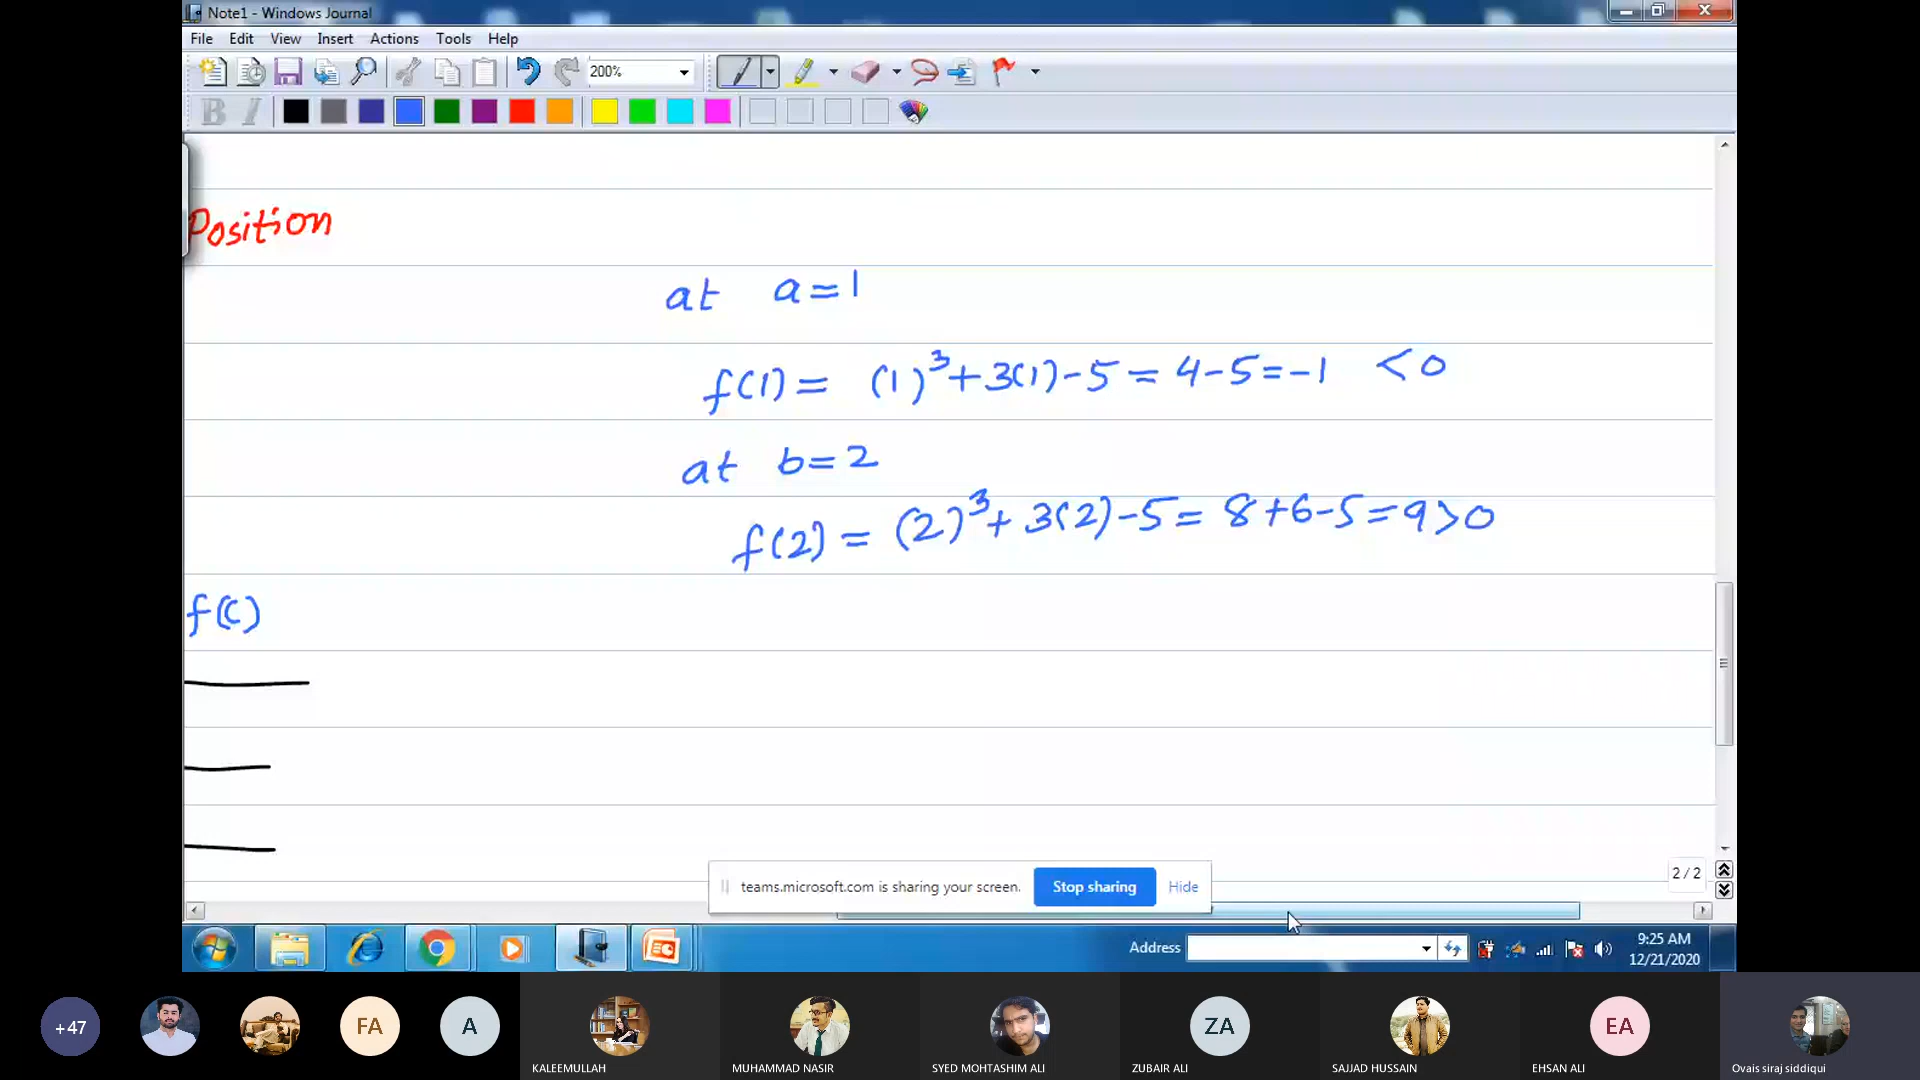 Note1 - Windows Journal
File Edit View Insert Actions Tools Help
200%
B I
Position
at a=1
f(1) = (1)³+3(1)-5 = 4-5=-1 <0
at b=2
f(2) = (2)³+3(2)-5= 8+6-5=9>0
f(c)
teams.microsoft.com is sharing your screen. Stop sharing Hide
2 / 2
Address
9:25 AM
12/21/2020
+47 FA A ZA EA
KALEEMULLAH MUHAMMAD NASIR SYED MOHTASHIM ALI ZUBAIR ALI SAJJAD HUSSAIN EHSAN ALI Ovais siraj siddiqui